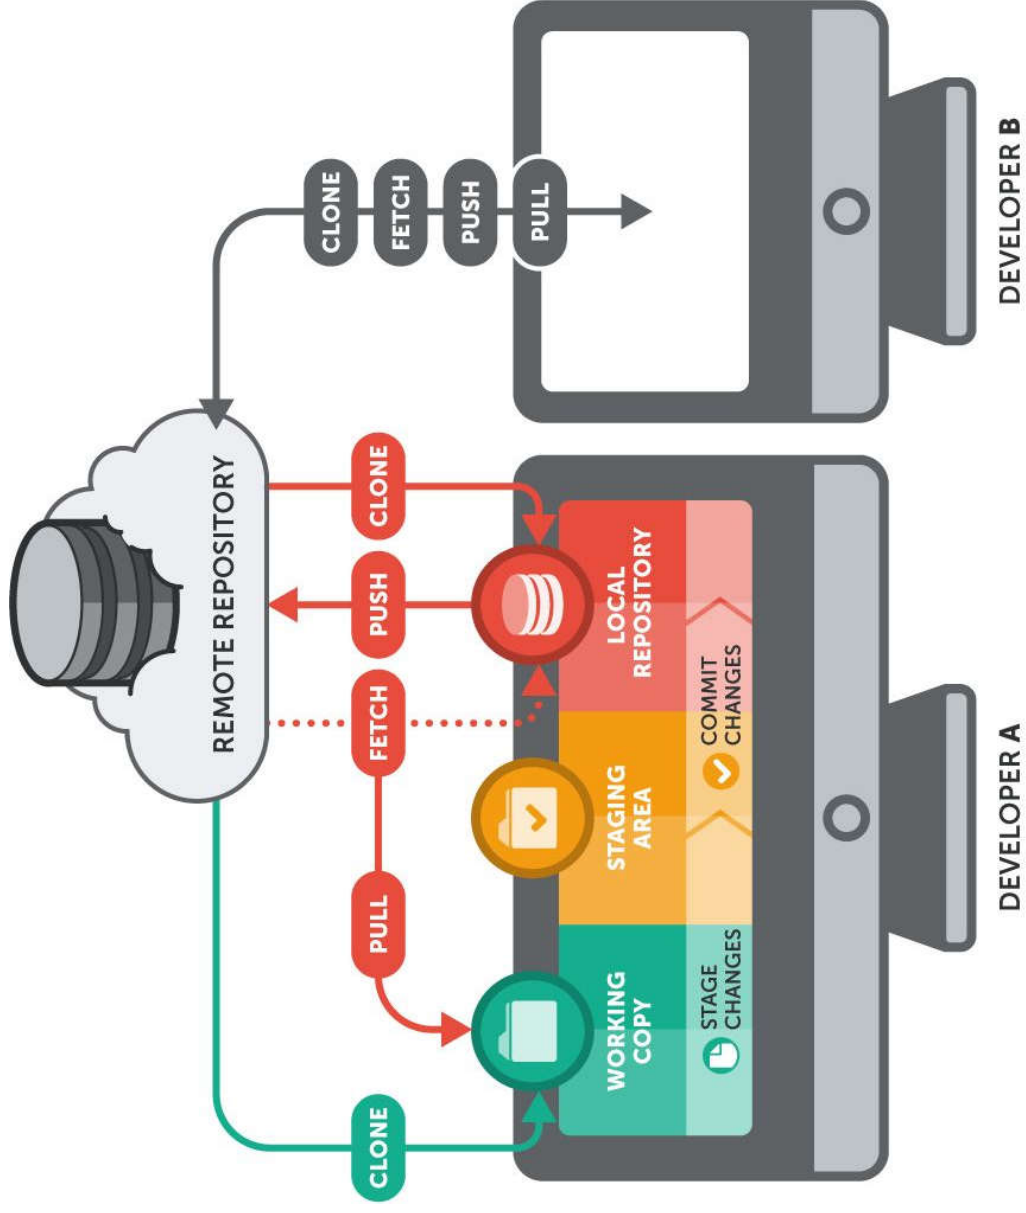 REMOTE REPOSITORY
CLONE
PULL
FETCH
PUSH
CLONE
CLONE
FETCH
PUSH
PULL
WORKING
COPY
STAGING
AREA
LOCAL
REPOSITORY
STAGE
CHANGES
COMMIT
CHANGES
DEVELOPER A
DEVELOPER B